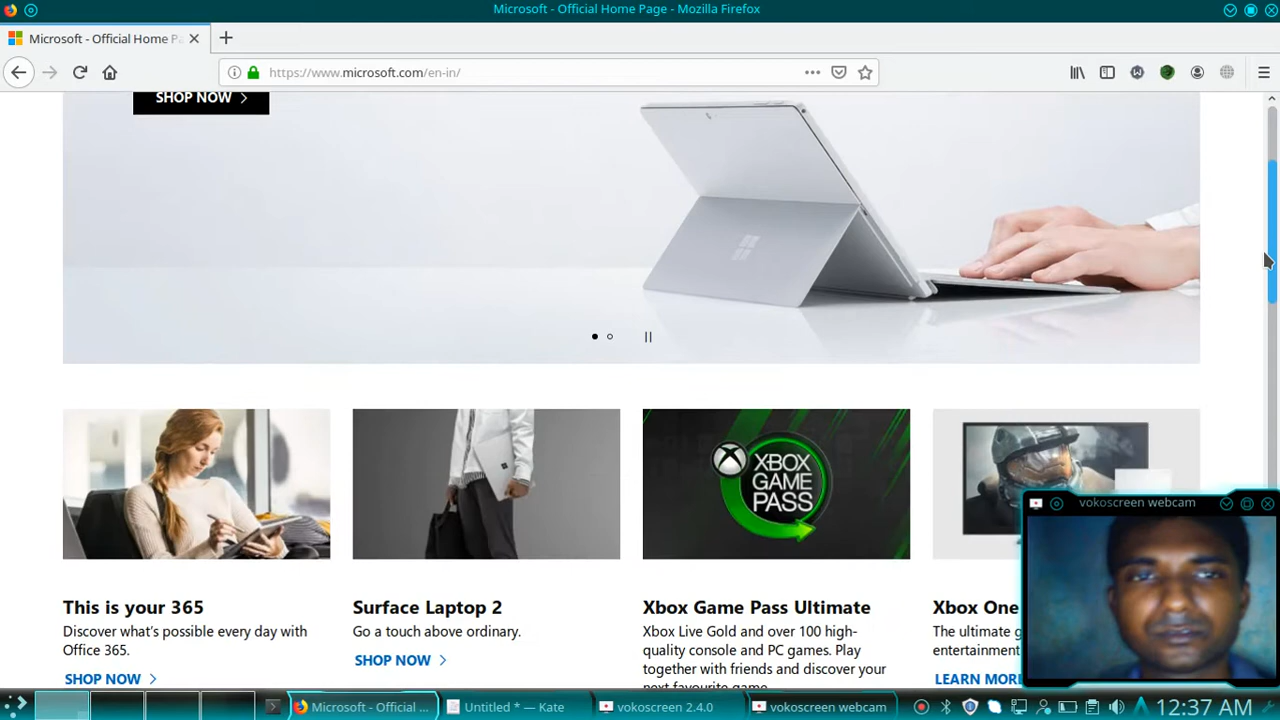 Microsoft - Official Home Page - Mozilla Firefox
Microsoft - Official Home P
https://www.microsoft.com/en-in/
SHOP NOW
XBOX
GAME
PASS
This is your 365
Discover what's possible every day with
Office 365.
SHOP NOW
Surface Laptop 2
Go a touch above ordinary.
SHOP NOW
Xbox Game Pass Ultimate
Xbox Live Gold and over 100 high-
quality console and PC games. Play
together with friends and discover your
next favourite game.
Xbox One
The ultimate g
entertainment
LEARN MORE
vokoscreen webcam
Microsoft - Official ...
Untitled * — Kate
vokoscreen 2.4.0
vokoscreen webcam
12:37 AM